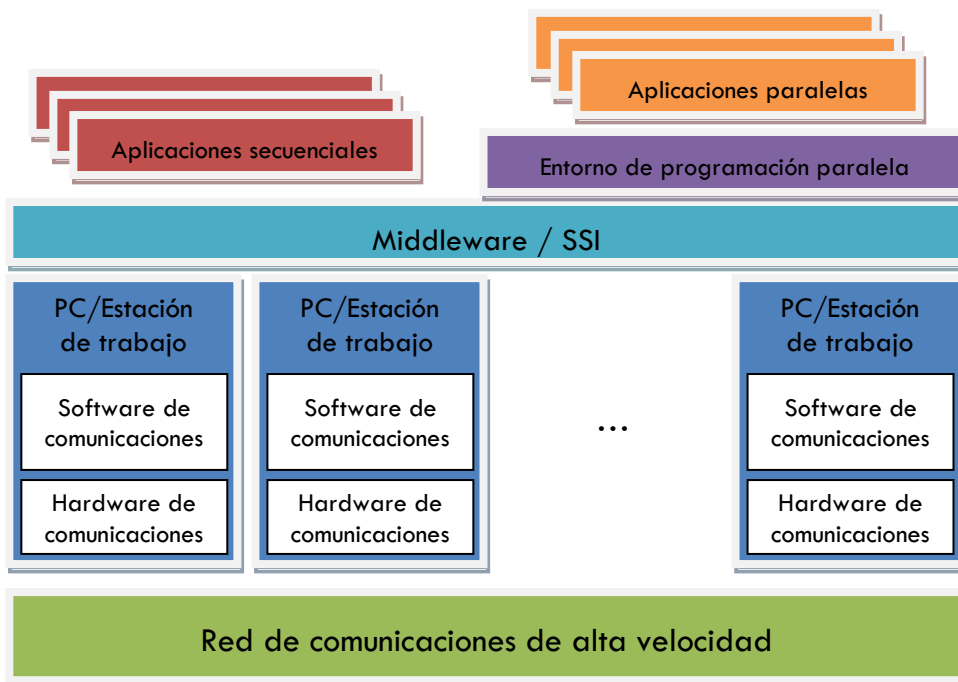 Aplicaciones paralelas
Aplicaciones secuenciales
Entorno de programación paralela
Middleware / SSI
PC/Estación
de trabajo
Software de
comunicaciones
Hardware de
comunicaciones
PC/Estación
de trabajo
Software de
comunicaciones
Hardware de
comunicaciones
...
PC/Estación
de trabajo
Software de
comunicaciones
Hardware de
comunicaciones
Red de comunicaciones de alta velocidad